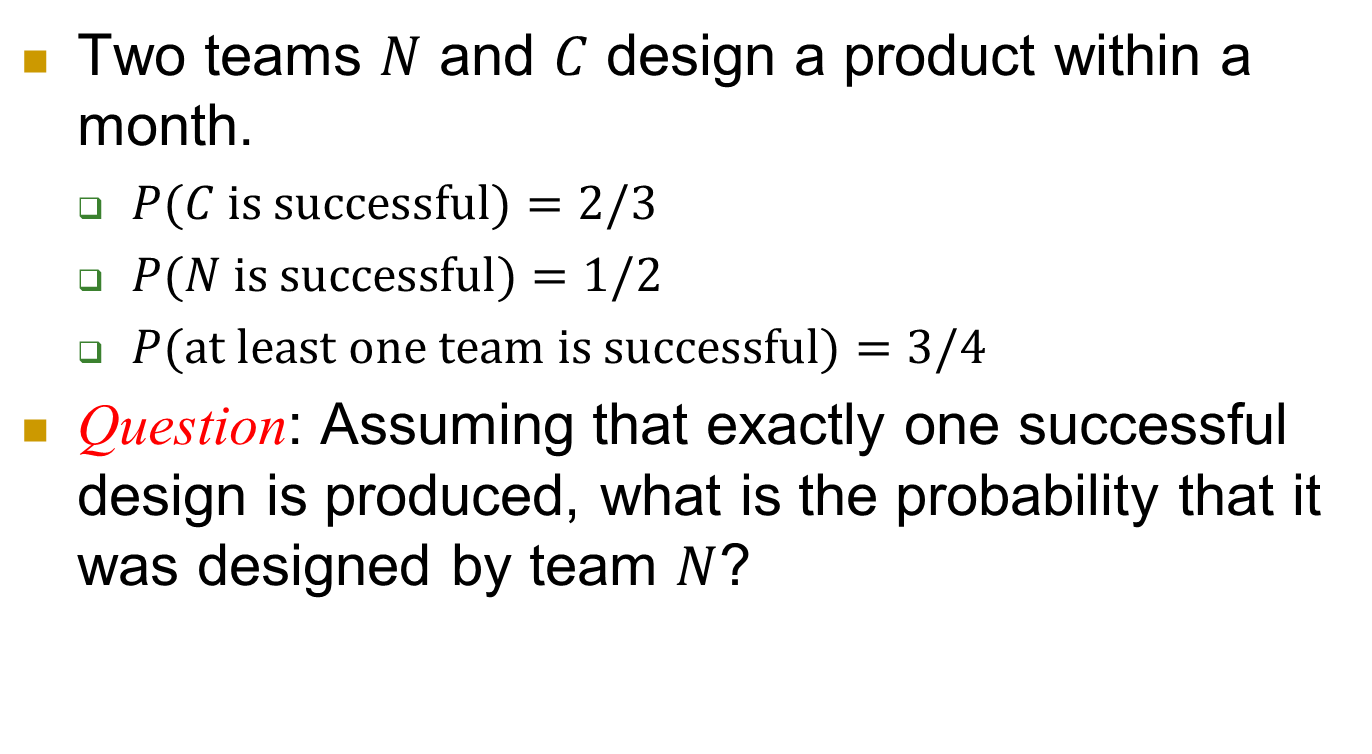 Two teams N and C design a product within a
month.
P(C is successful) = 2/3
P(N is successful) = 1/2
P(at least one team is successful) = 3/4
Question: Assuming that exactly one successful
design is produced, what is the probability that it
was designed by team N?